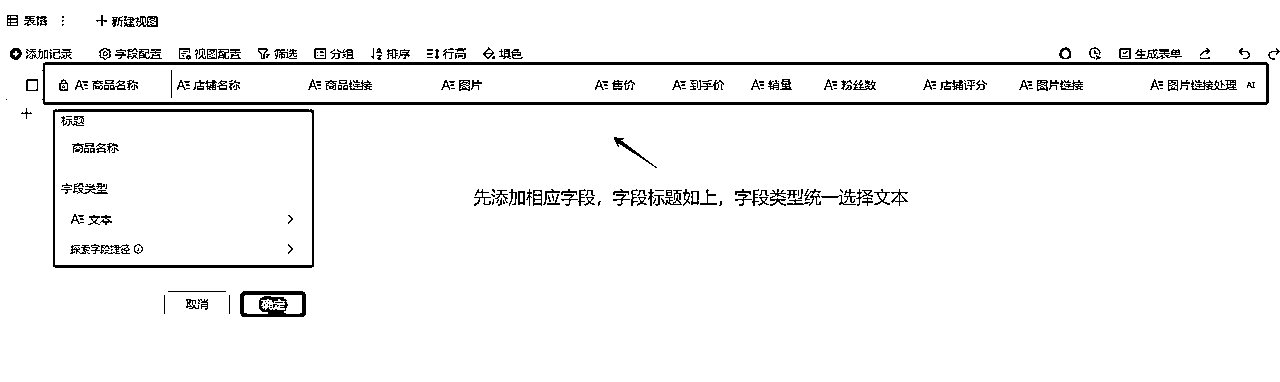 表格 新建视图
添加记录 字段配置 视图配置 筛选 分组 排序 行高 填色 生成表单
商品名称 店铺名称 商品链接 图片 售价 到手价 销量 粉丝数 店铺评分 图片链接 图片链接处理 AI
标题
商品名称
字段类型
文本
探索字段捷径
先添加相应字段，字段标题如上，字段类型统一选择文本
取消 确定